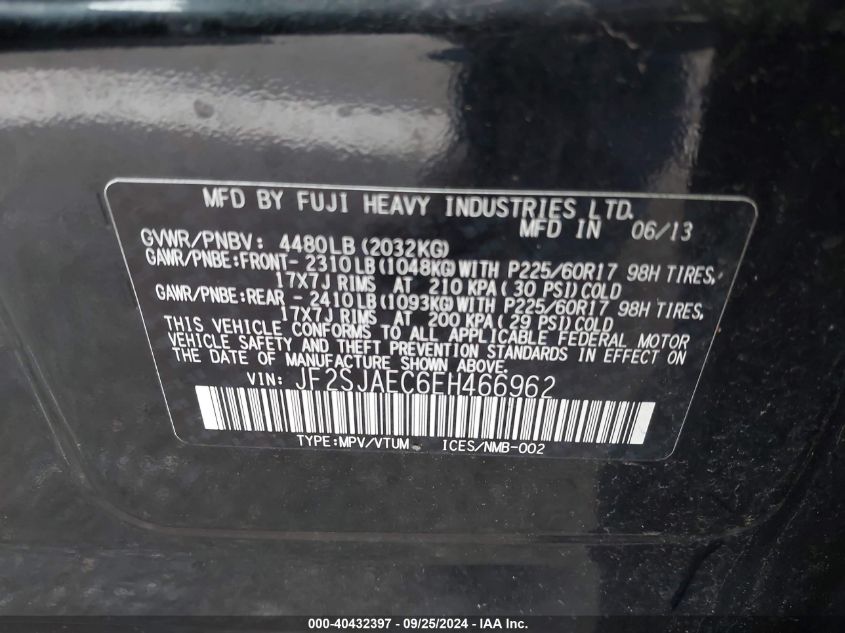 MFD BY FUJI HEAVY INDUSTRIES LTD.
MFD IN 06/13
GVWR/PNBV: 4480LB (2032KG)
GAWR/PNBE:FRONT- 2310LB (1048KG) WITH P225/60R17 98H TIRES,
17X7J RIMS AT 210 KPA (30 PSI) COLD
GAWR/PNBE:REAR - 2410LB (1093KG) WITH P225/60R17 98H TIRES,
17X7J RIMS AT 200 KPA (29 PSI) COLD
THIS VEHICLE CONFORMS TO ALL APPLICABLE FEDERAL MOTOR
VEHICLE SAFETY AND THEFT PREVENTION STANDARDS IN EFFECT ON
THE DATE OF MANUFACTURE SHOWN ABOVE.
VIN: JF2SJAEC6EH466962
TYPE:MPV/VTUM ICES/NMB-002
000-40432397 - 09/25/2024 - IAA Inc.